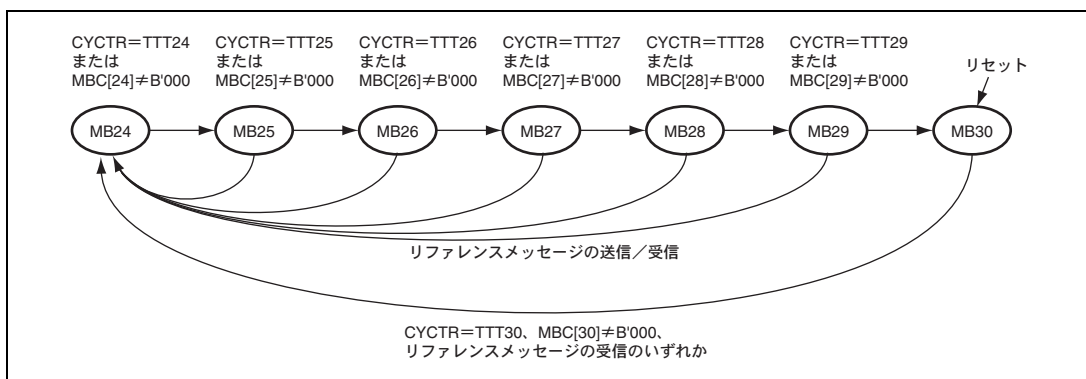 CYCTR＝TTT24
または
MBC[24]≠B'000
CYCTR＝TTT25
または
MBC[25]≠B'000
CYCTR＝TTT26
または
MBC[26]≠B'000
CYCTR＝TTT27
または
MBC[27]≠B'000
CYCTR＝TTT28
または
MBC[28]≠B'000
CYCTR＝TTT29
または
MBC[29]≠B'000
リセット
MB24
MB25
MB26
MB27
MB28
MB29
MB30
リファレンスメッセージの送信／受信
CYCTR＝TTT30、MBC[30]≠B'000、
リファレンスメッセージの受信のいずれか